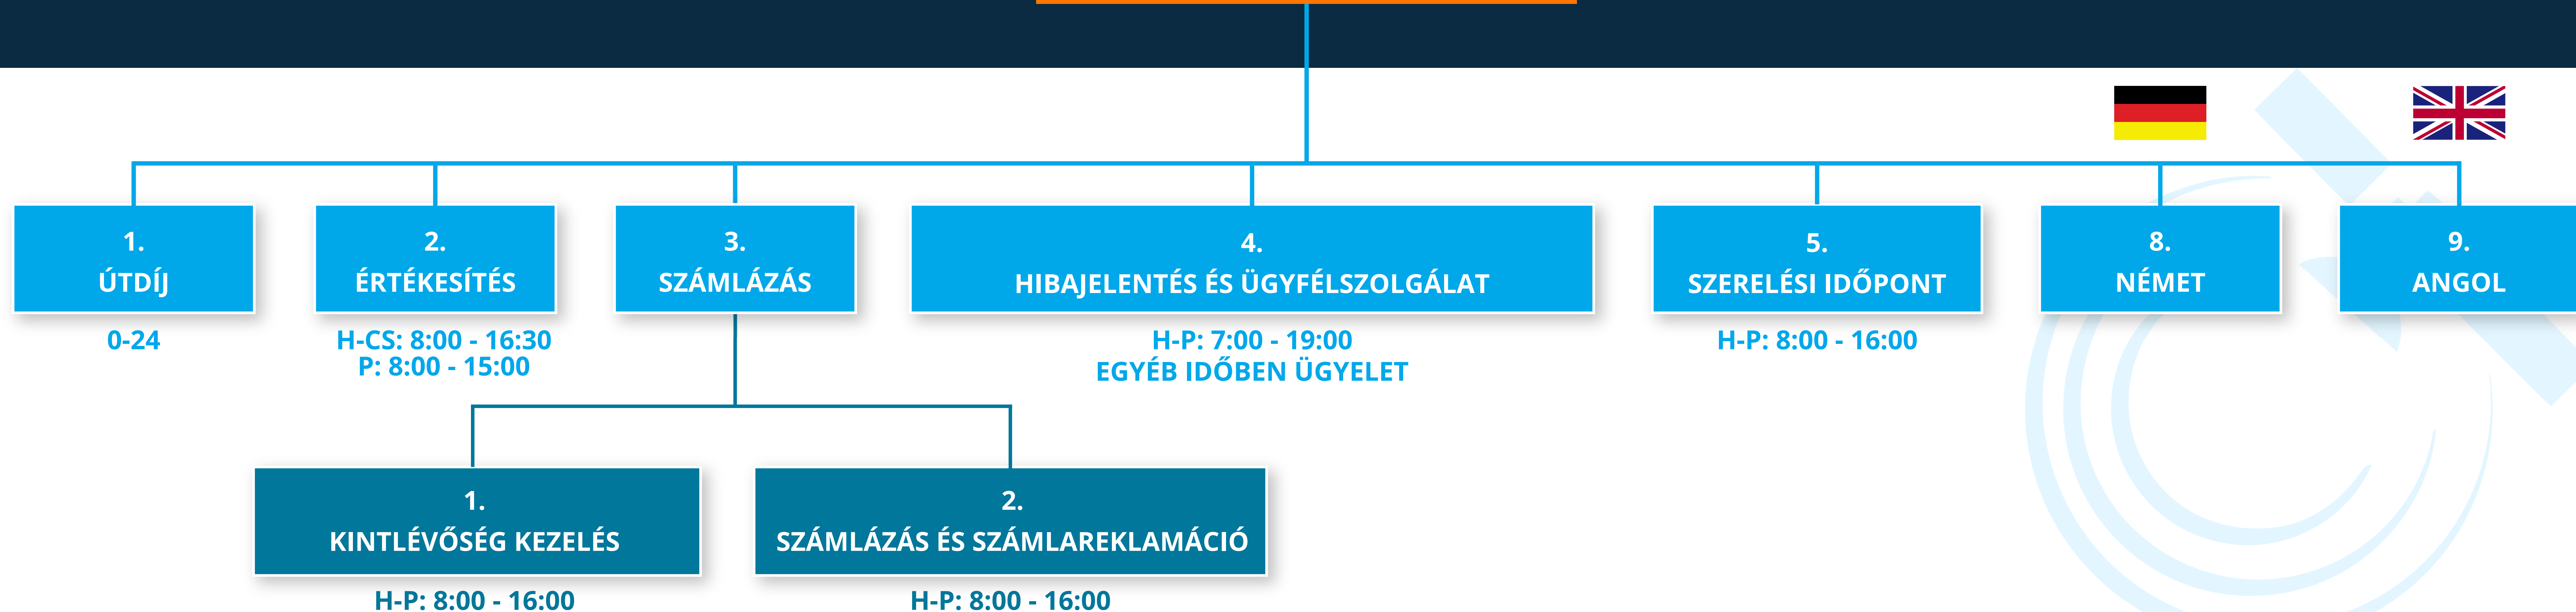 1.
ÚTDÍJ
0-24
2.
ÉRTÉKESÍTÉS
H-CS: 8:00 - 16:30
P: 8:00 - 15:00
3.
SZÁMLÁZÁS
4.
HIBAJELENTÉS ÉS ÜGYFÉLSZOLGÁLAT
H-P: 7:00 - 19:00
EGYÉB IDŐBEN ÜGYELET
5.
SZERELÉSI IDŐPONT
H-P: 8:00 - 16:00
8.
NÉMET
9.
ANGOL
1.
KINTLÉVŐSÉG KEZELÉS
H-P: 8:00 - 16:00
2.
SZÁMLÁZÁS ÉS SZÁMLAREKLAMÁCIÓ
H-P: 8:00 - 16:00